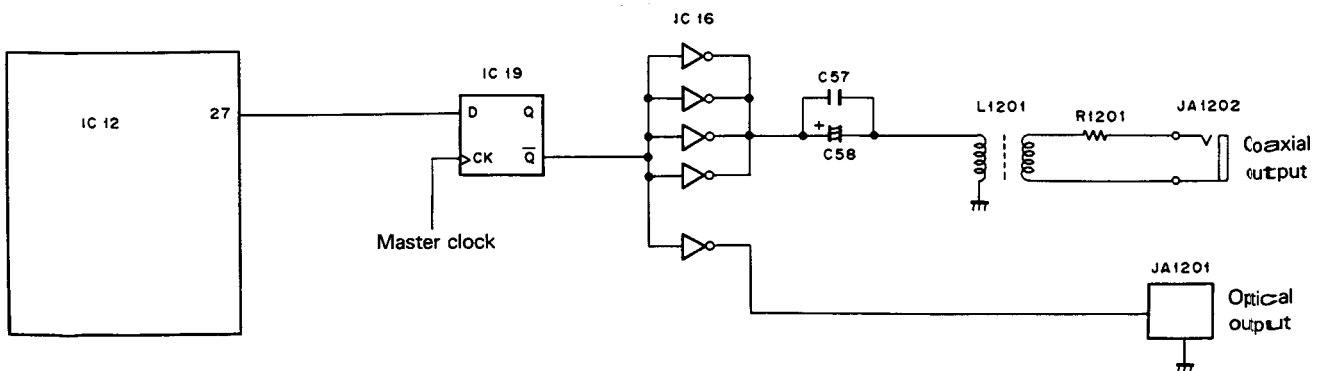 IC 16
IC 19
C57
L1201
R1201
JA1202
27
D
Q
IC 12
+
Coaxial
output
CK
Q
C58
Master clock
JA1201
Optical
output